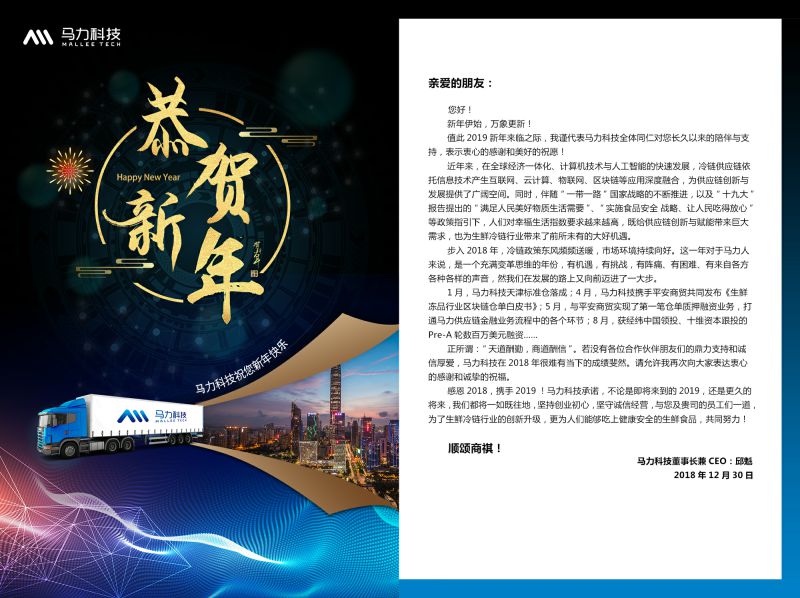 马力科技
MALLEE TECH
恭贺
新年
Happy New Year
马力科技祝您新年快乐
马力科技
MALLEE TECH
亲爱的朋友：
您好！
新年伊始，万象更新！
值此 2019 新年来临之际，我谨代表马力科技全体同仁对您长久以来的陪伴与支
持，表示衷心的感谢和美好的祝愿！
近年来，在全球经济一体化、计算机技术与人工智能的快速发展，冷链供应链依
托信息技术产生互联网、云计算、物联网、区块链等应用深度融合，为供应链创新与
发展提供了广阔空间。同时，伴随“一带一路”国家战略的不断推进，以及“十九大”
报告提出的“满足人民美好物质生活需要”、“实施食品安全 战略、让人民吃得放心”
等政策指引下，人们对幸福生活指数要求越来越高，既给供应链创新与赋能带来巨大
需求，也为生鲜冷链行业带来了前所未有的大好机遇。
步入 2018 年，冷链政策东风频频送暖，市场环境持续向好。这一年对于马力人
来说，是一个充满变革思维的年份，有机遇，有挑战，有阵痛、有困难、有来自各方
各种各样的声音，然我们在发展的路上又向前迈进了一大步。
1 月，马力科技天津标准仓落成；4 月，马力科技携手平安商贸共同发布《生鲜
冻品行业区块链仓单白皮书》；5 月，与平安商贸实现了第一笔仓单质押融资业务，打
通马力供应链金融业务流程中的各个环节；8 月，获经纬中国领投、十维资本跟投的
Pre-A 轮数百万美元融资......
正所谓：“天道酬勤，商道酬信”。若没有各位合作伙伴朋友们的鼎力支持和诚
信厚爱，马力科技在 2018 年很难有当下的成绩斐然。请允许我再次向大家表达衷心
的感谢和诚挚的祝福。
感恩 2018，携手 2019 ！马力科技承诺，不论是即将来到的 2019，还是更久的
将来，我们都将一如既往地，坚持创业初心，坚守诚信经营，与您及贵司的员工们一道，
为了生鲜冷链行业的创新升级，更为人们能够吃上健康安全的生鲜食品，共同努力！
顺颂商祺！
马力科技董事长兼 CEO：邱魁
2018 年 12 月 30 日